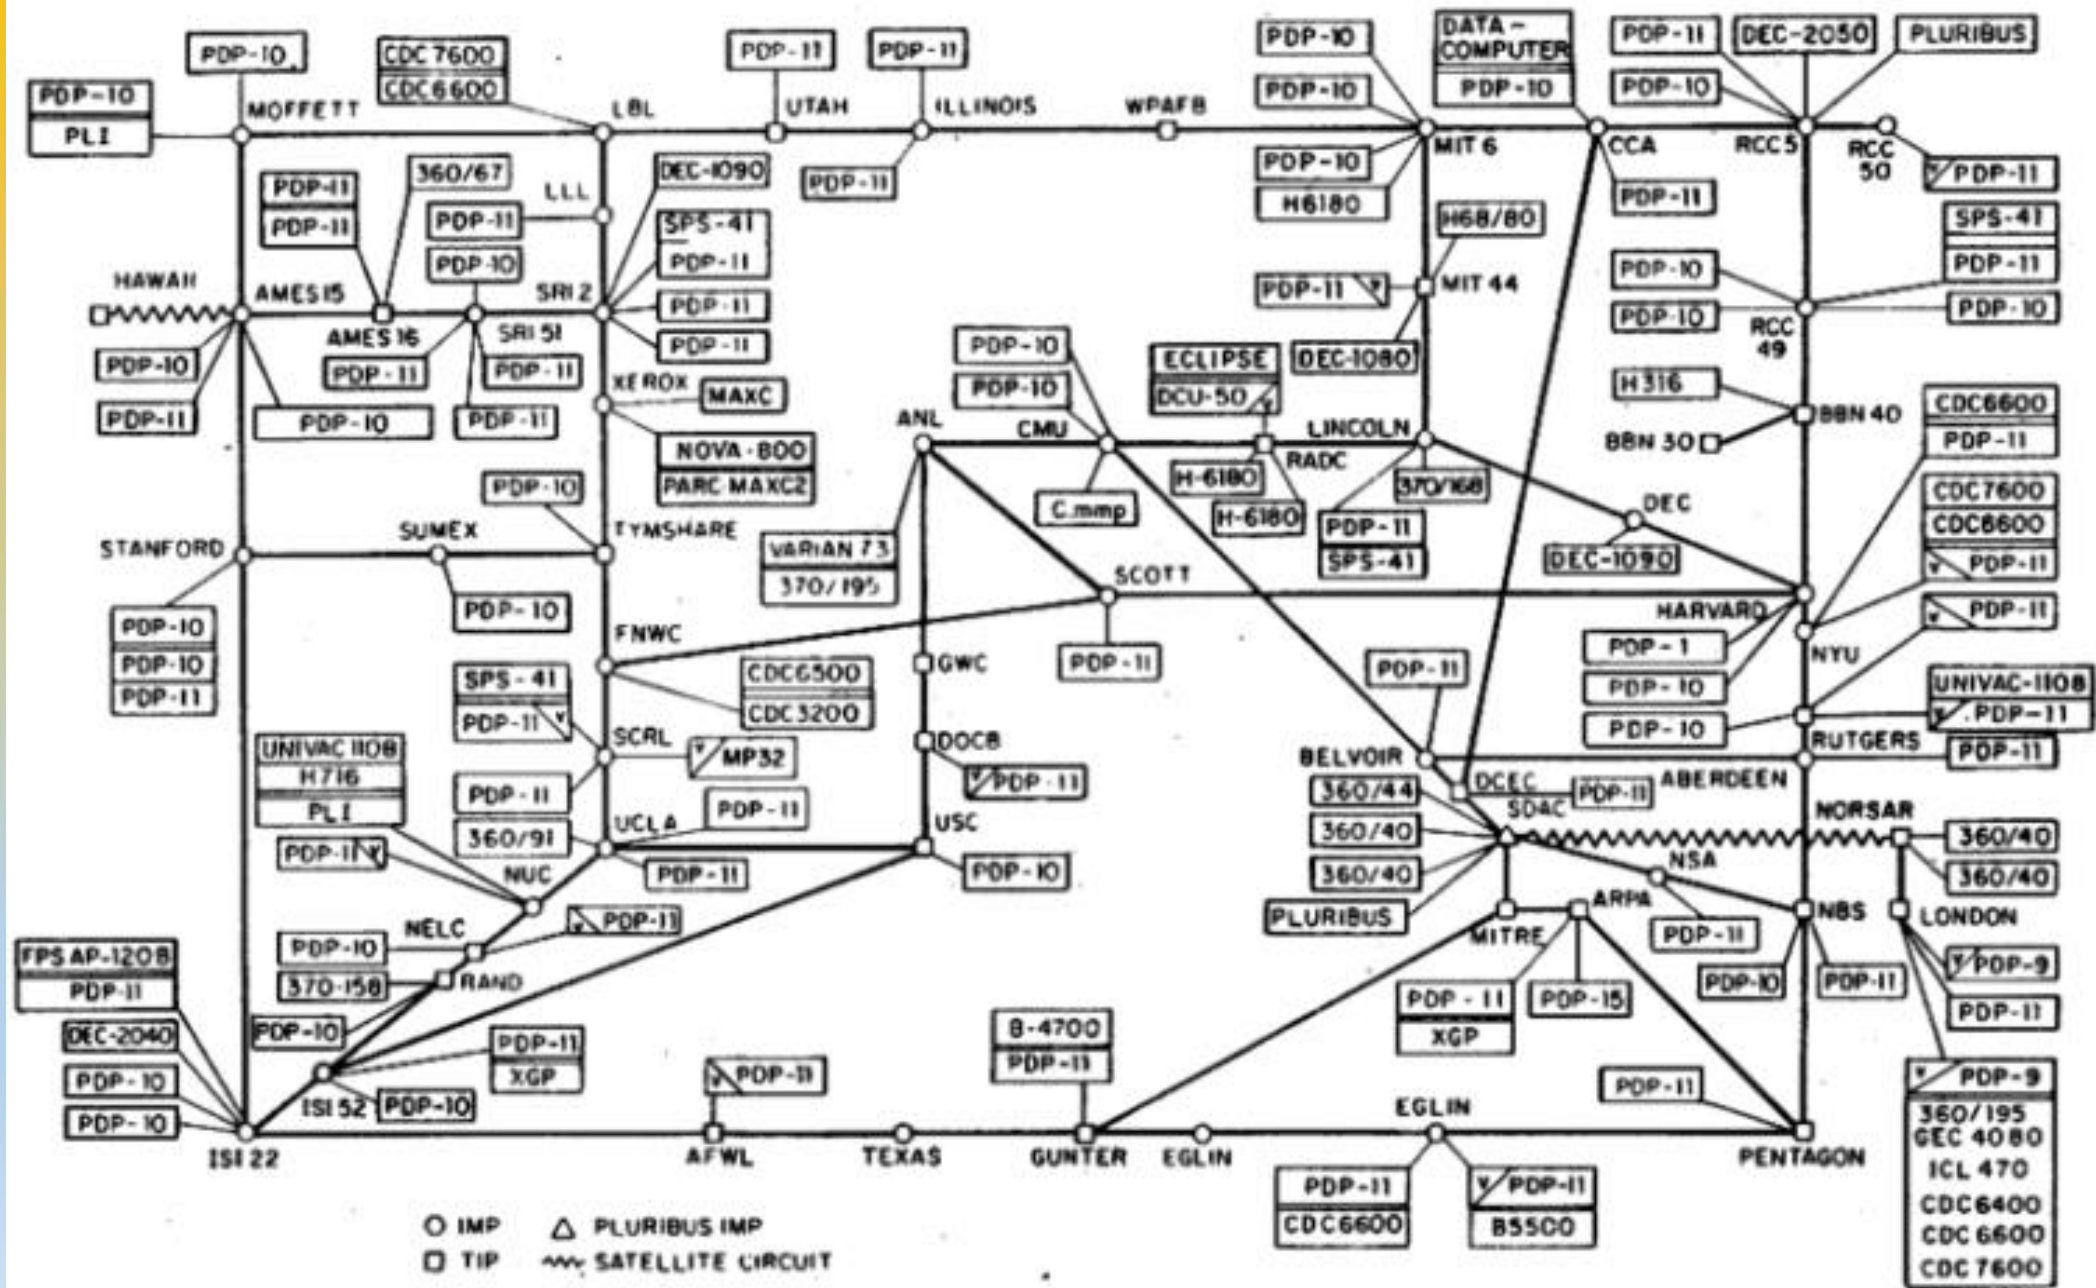 PDP-10
CDC 7600
CDC6600
PDP-11
PDP-11
PDP-10
DATA-
COMPUTER
PDP-10
PDP-11
DEC-2050
PLURIBUS
PDP-10
PLI
MOFFETT
LBL
UTAH
ILLINOIS
WPAFB
PDP-10
PDP-10
MIT 6
CCA
RCC5
RCC
50
PDP-11
PDP-11
PDP-11
360/67
LLL
PDP-11
DEC-1090
PDP-11
PDP-10
H6180
PDP-11
SPS-41
PDP-11
PDP-10
H68/80
SPS-41
PDP-11
HAWAII
AMES15
AMES 16
SRI 51
SRI 2
PDP-11
PDP-11
PDP-11
MIT 44
PDP-10
PDP-10
RCC
49
PDP-10
PDP-10
PDP-11
PDP-10
PDP-11
PDP-11
PDP-11
XEROX
MAXC
NOVA-800
PARC MAXC2
PDP-10
PDP-10
ECLIPSE
DCU-50
DEC-1080
H316
BBN 40
BBN 30
CDC6600
PDP-11
ANL
CMU
RADC
LINCOLN
H-6180
H-6180
370/168
PDP-11
SPS-41
C.mmp
DEC
DEC-1090
CDC7600
CDC6600
PDP-11
PDP-10
STANFORD
SUMEX
TYMSHARE
VARIAN 73
370/195
SCOTT
PDP-11
HARVARD
PDP-1
PDP-10
NYU
PDP-11
PDP-10
PDP-10
PDP-11
PDP-10
FNWC
CDC6500
CDC3200
GWC
PDP-11
PDP-10
UNIVAC-1108
PDP-11
RUTGERS
SPS-41
PDP-11
SCRL
MP32
PDP-11
DOCB
PDP-11
BELVOIR
DCEC
PDP-11
ABERDEEN
PDP-11
UNIVAC 1108
H716
PLI
PDP-11
360/91
UCLA
PDP-11
PDP-11
USC
PDP-10
360/44
360/40
360/40
PLURIBUS
SDAC
NORSAR
360/40
360/40
NUC
NELC
PDP-11
PDP-10
370-158
RAND
PDP-10
MITRE
ARPA
PDP-11
XGP
PDP-15
NSA
PDP-11
NBS
PDP-10
PDP-11
LONDON
PDP-9
PDP-11
FPS AP-120B
PDP-11
DEC-2040
PDP-10
PDP-10
ISI 22
ISI 52
PDP-11
XGP
PDP-10
PDP-11
AFWL
TEXAS
B-4700
PDP-11
GUNTER
EGLIN
EGLIN
PDP-11
CDC6600
PDP-11
B5500
PDP-11
PENTAGON
PDP-9
360/195
GEC 4080
ICL 470
CDC6400
CDC 6600
CDC 7600
IMP
PLURIBUS IMP
TIP
SATELLITE CIRCUIT